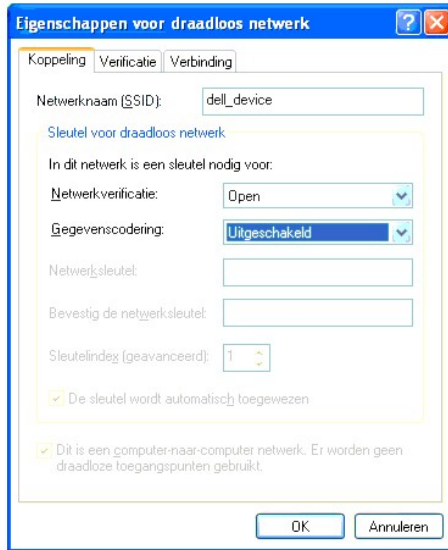 Eigenschappen voor draadloos netwerk
Koppeling Verificatie Verbinding
Netwerknaam (SSID): dell_device
Sleutel voor draadloos netwerk
In dit netwerk is een sleutel nodig voor:
Netwerkverificatie: Open
Gegevenscodering: Uitgeschakeld
Netwerksleutel:
Bevestig de netwerksleutel:
Sleutelindex (geavanceerd): 1
De sleutel wordt automatisch toegewezen
Dit is een computer-naar-computer netwerk. Er worden geen
draadloze toegangspunten gebruikt.
OK Annuleren